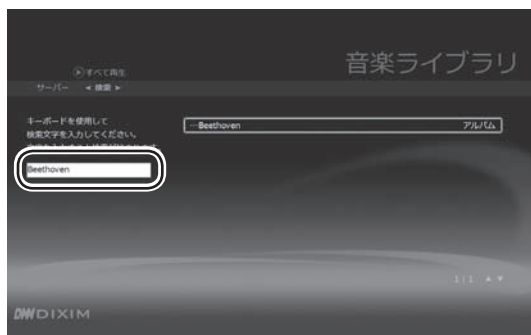 音楽ライブラリ
すべて再生
サーバー ◄ 検索 ►
キーボードを使用して
検索文字を入力してください。
Beethoven
…Beethoven アルバム
1/1 ▲ ▼
DIXIM